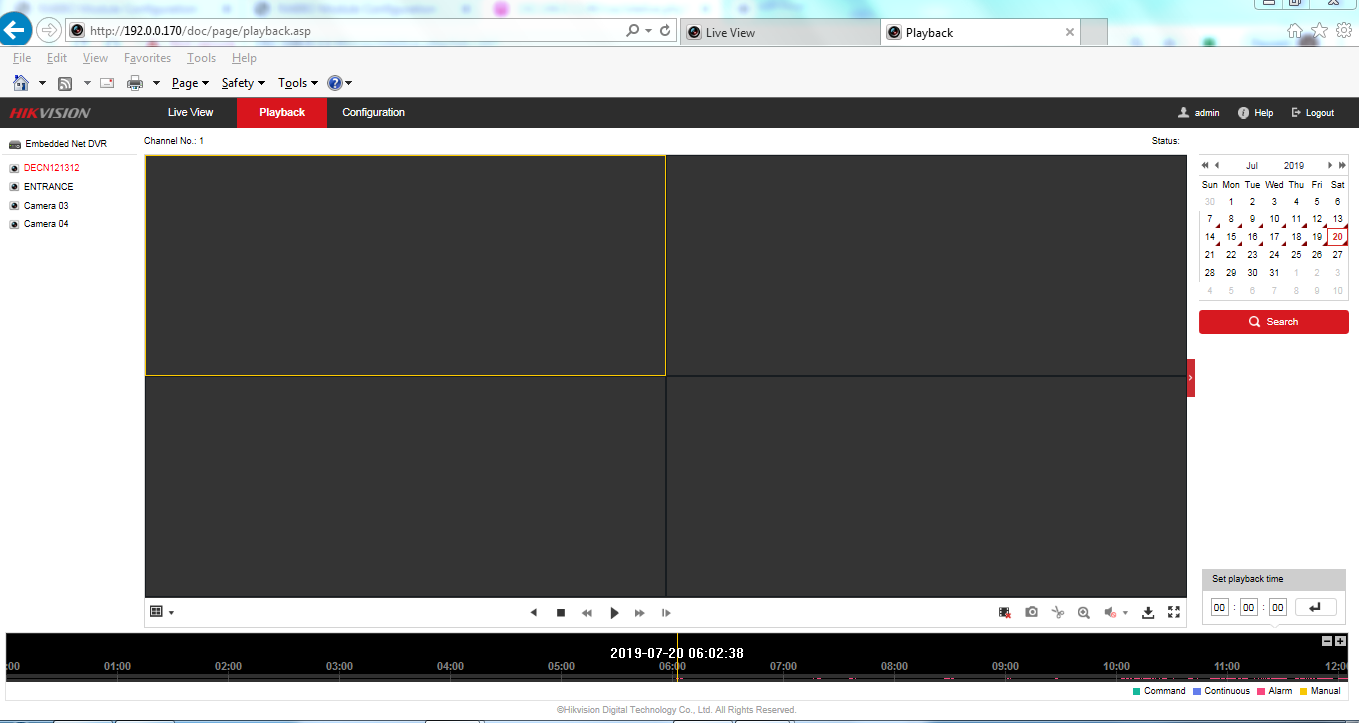 http://192.0.0.170/doc/page/playback.asp
Live View
Playback
File Edit View Favorites Tools Help
Page Safety Tools
HIKVISION Live View Playback Configuration admin Help Logout
Embedded Net DVR
Channel No.: 1
Status:
DECN121312
ENTRANCE
Camera 03
Camera 04
Jul 2019
Sun Mon Tue Wed Thu Fri Sat
30 1 2 3 4 5 6
7 8 9 10 11 12 13
14 15 16 17 18 19 20
21 22 23 24 25 26 27
28 29 30 31 1 2 3
4 5 6 7 8 9 10
Search
Set playback time
00 : 00 : 00
2019-07-20 06:02:38
:00 01:00 02:00 03:00 04:00 05:00 06:00 07:00 08:00 09:00 10:00 11:00 12:00
Command Continuous Alarm Manual
©Hikvision Digital Technology Co., Ltd. All Rights Reserved.